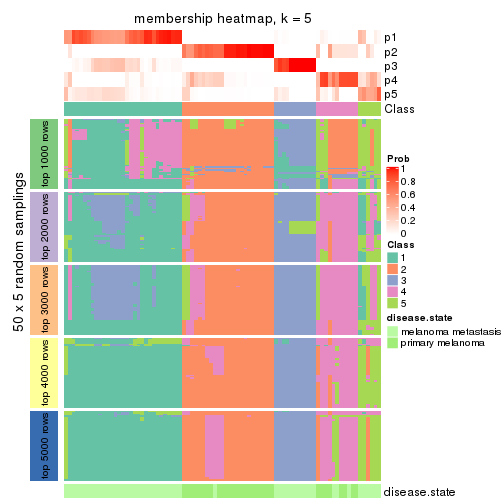 membership heatmap, k = 5
p1
p2
p3
p4
p5
Class
50 x 5 random samplings
top 1000 rows
top 2000 rows
top 3000 rows
top 4000 rows
top 5000 rows
Prob
1
0.8
0.6
0.4
0.2
0
Class
1
2
3
4
5
disease.state
melanoma metastasis
primary melanoma
disease.state